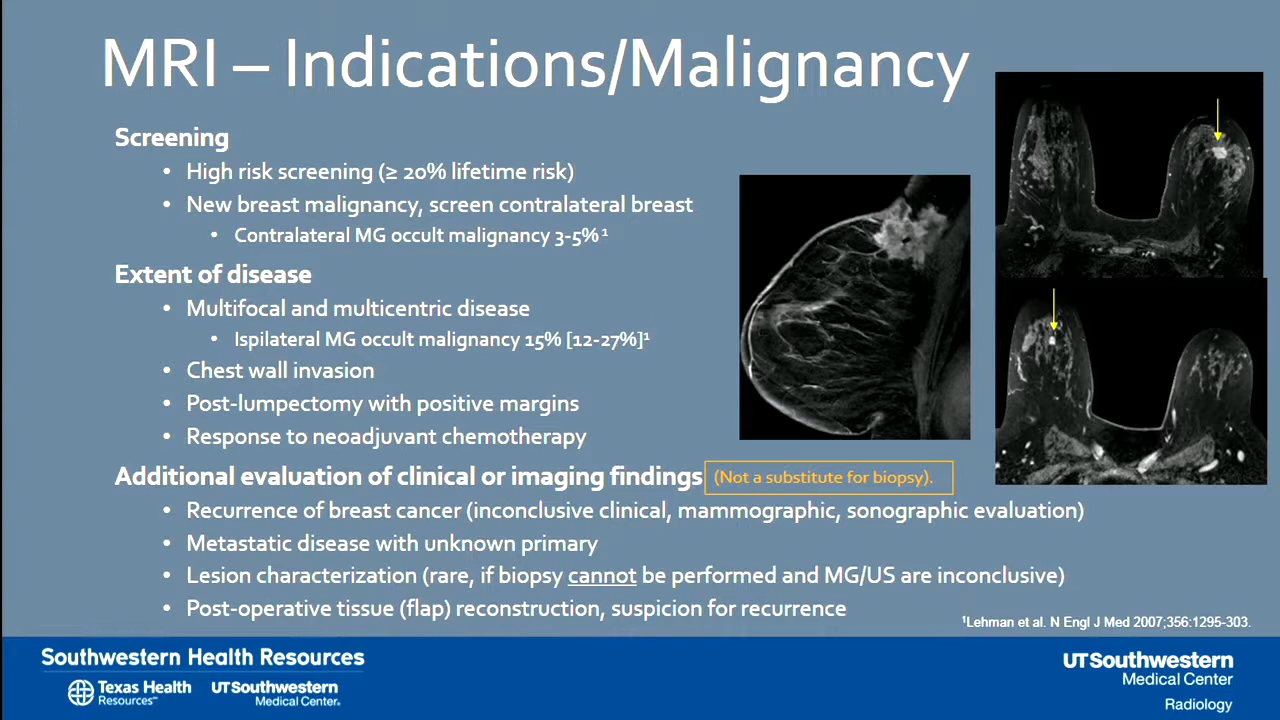 MRI – Indications/Malignancy
Screening
• High risk screening (≥ 20% lifetime risk)
• New breast malignancy, screen contralateral breast
• Contralateral MG occult malignancy 3-5% ¹
Extent of disease
• Multifocal and multicentric disease
• Ispilateral MG occult malignancy 15% [12-27%]¹
• Chest wall invasion
• Post-lumpectomy with positive margins
• Response to neoadjuvant chemotherapy
Additional evaluation of clinical or imaging findings (Not a substitute for biopsy).
• Recurrence of breast cancer (inconclusive clinical, mammographic, sonographic evaluation)
• Metastatic disease with unknown primary
• Lesion characterization (rare, if biopsy cannot be performed and MG/US are inconclusive)
• Post-operative tissue (flap) reconstruction, suspicion for recurrence
¹Lehman et al. N Engl J Med 2007;356:1295-303.
Southwestern Health Resources
Texas Health
Resources℠
UTSouthwestern
Medical Center®
UTSouthwestern
Medical Center
Radiology